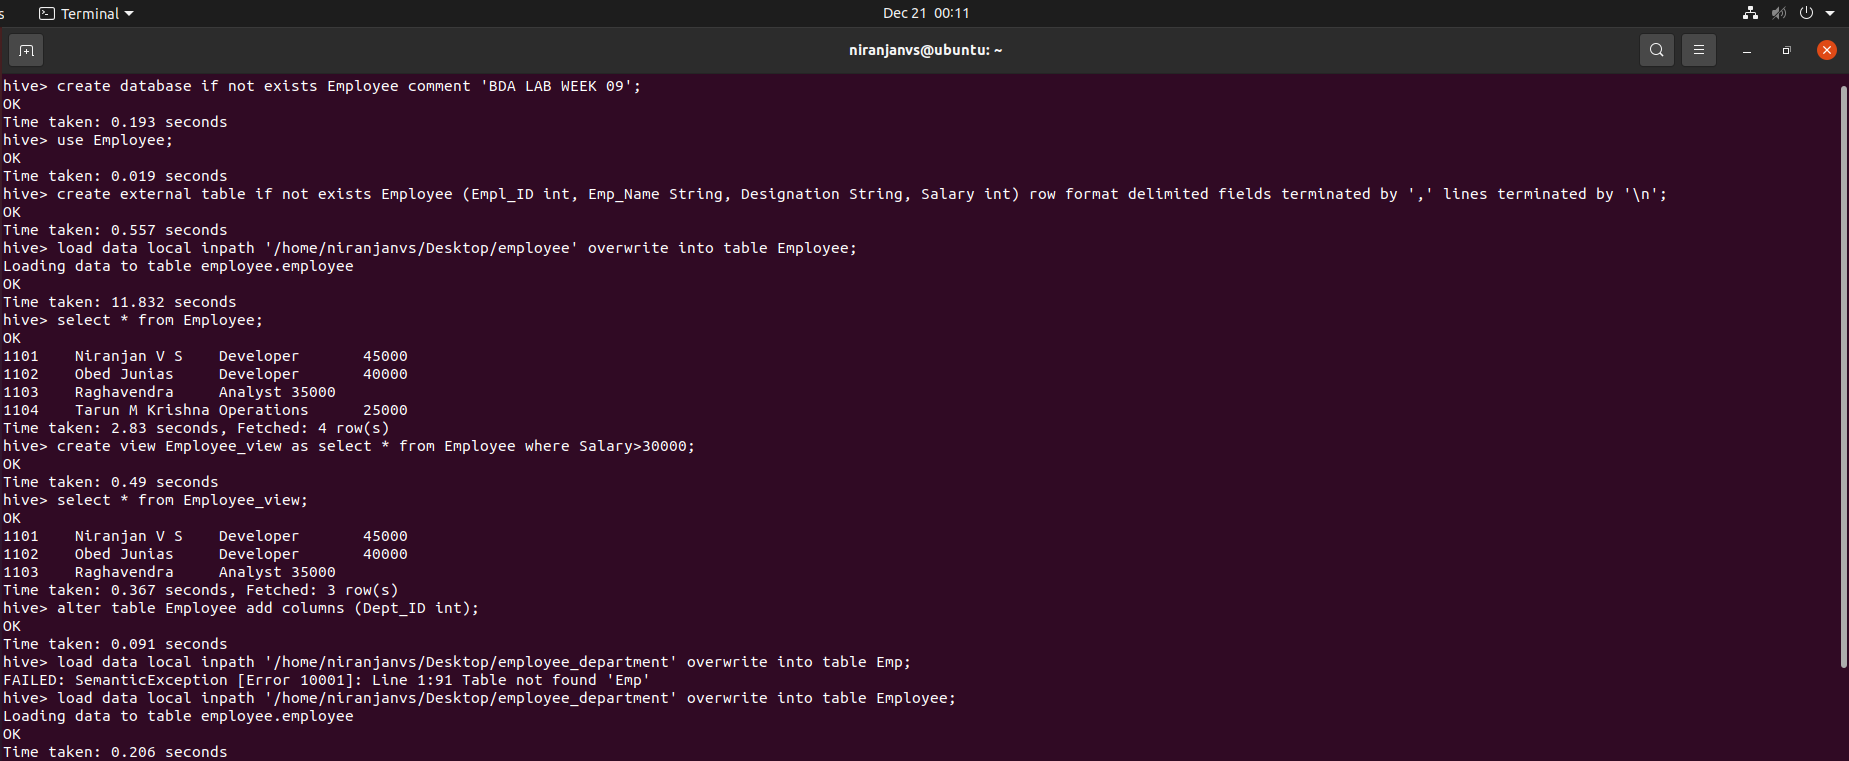 s Terminal Dec 21 00:11
niranjanvs@ubuntu: ~
hive> create database if not exists Employee comment 'BDA LAB WEEK 09';
OK
Time taken: 0.193 seconds
hive> use Employee;
OK
Time taken: 0.019 seconds
hive> create external table if not exists Employee (Empl_ID int, Emp_Name String, Designation String, Salary int) row format delimited fields terminated by ',' lines terminated by '\n';
OK
Time taken: 0.557 seconds
hive> load data local inpath '/home/niranjanvs/Desktop/employee' overwrite into table Employee;
Loading data to table employee.employee
OK
Time taken: 11.832 seconds
hive> select * from Employee;
OK
1101    Niranjan V S    Developer       45000
1102    Obed Junias     Developer       40000
1103    Raghavendra     Analyst 35000
1104    Tarun M Krishna Operations      25000
Time taken: 2.83 seconds, Fetched: 4 row(s)
hive> create view Employee_view as select * from Employee where Salary>30000;
OK
Time taken: 0.49 seconds
hive> select * from Employee_view;
OK
1101    Niranjan V S    Developer       45000
1102    Obed Junias     Developer       40000
1103    Raghavendra     Analyst 35000
Time taken: 0.367 seconds, Fetched: 3 row(s)
hive> alter table Employee add columns (Dept_ID int);
OK
Time taken: 0.091 seconds
hive> load data local inpath '/home/niranjanvs/Desktop/employee_department' overwrite into table Emp;
FAILED: SemanticException [Error 10001]: Line 1:91 Table not found 'Emp'
hive> load data local inpath '/home/niranjanvs/Desktop/employee_department' overwrite into table Employee;
Loading data to table employee.employee
OK
Time taken: 0.206 seconds